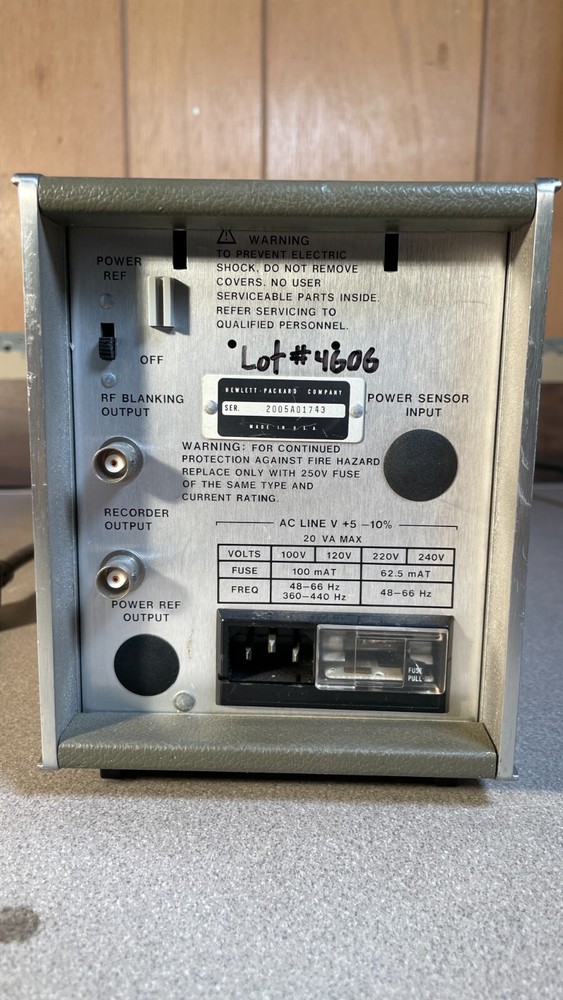 WARNING
TO PREVENT ELECTRIC
SHOCK, DO NOT REMOVE
COVERS. NO USER
SERVICEABLE PARTS INSIDE.
REFER SERVICING TO
QUALIFIED PERSONNEL.
POWER
REF
OFF
Lot #4606
HEWLETT·PACKARD COMPANY
SER. 2005A01743
MADE IN U.S.A.
RF BLANKING
OUTPUT
POWER SENSOR
INPUT
WARNING: FOR CONTINUED
PROTECTION AGAINST FIRE HAZARD
REPLACE ONLY WITH 250V FUSE
OF THE SAME TYPE AND
CURRENT RATING.
RECORDER
OUTPUT
AC LINE V +5 –10%
20 VA MAX
VOLTS 100V 120V 220V 240V
FUSE 100 mAT 62.5 mAT
FREQ 48–66 Hz 360–440 Hz 48–66 Hz
POWER REF
OUTPUT
FUSE
PULL